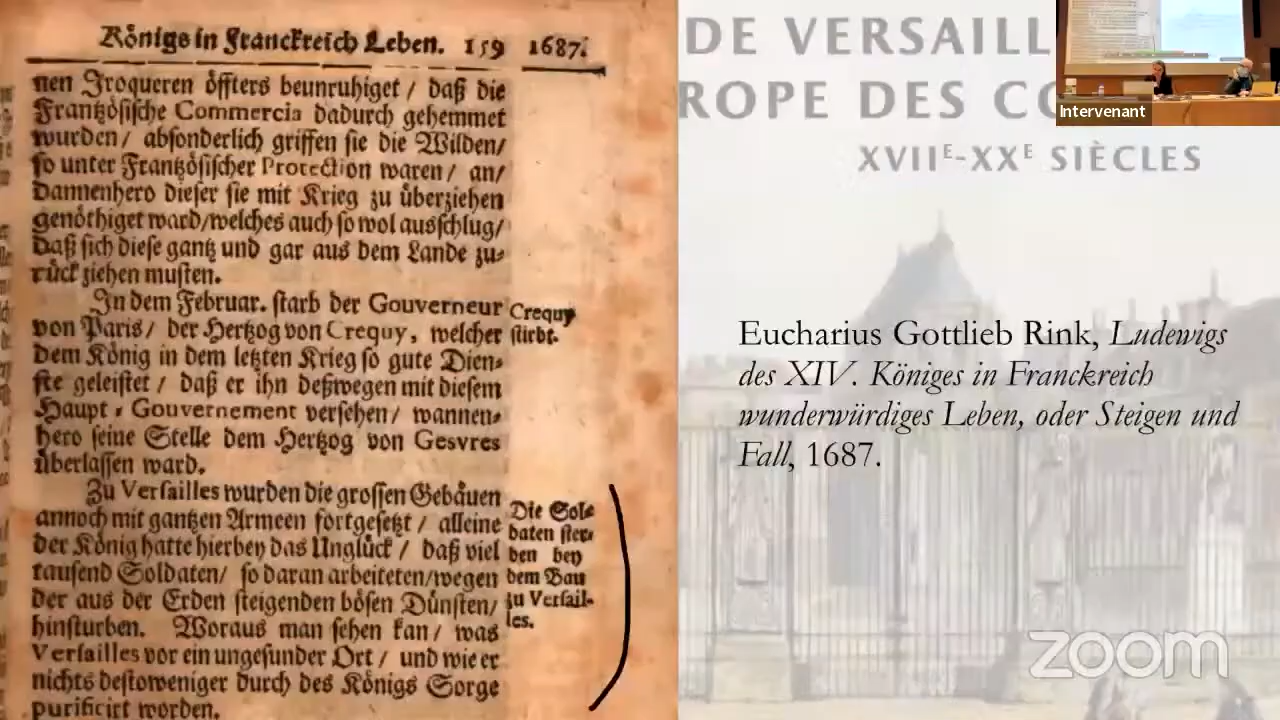 Königs in Franckreich Leben. 159 1687.
nen Iroqueren öffters beunruhiget / daß die
Frantzösische Commercia dadurch gehemmet
wurden / absonderlich griffen sie die Wilden/
so unter Frantzösischer Protection waren / an/
dannenhero dieser sie mit Krieg zu überziehen
genöthiget ward/welches auch so wol ausschlug/
daß sich diese gantz und gar aus dem Lande zu-
rück ziehen musten.
In dem Februar. starb der Gouverneur
von Paris / der Hertzog von Crequy, welcher
dem König in dem letzten Krieg so gute Dien-
ste geleistet / daß er ihn deßwegen mit diesem
Haupt-Gouvernement versehen / wannen-
hero seine Stelle dem Hertzog von Gesvres
überlassen ward.
Crequy
stirbt.
Zu Versailles wurden die grossen Gebäuen
annoch mit gantzen Armeen fortgesetzt / alleine
der König hatte hierbey das Unglück / daß viel
tausend Soldaten/ so daran arbeiteten/wegen
der aus der Erden steigenden bösen Dünsten/
hinsturben. Woraus man sehen kan / was
Versailles vor ein ungesunder Ort / und wie er
nichts destoweniger durch des Königs Sorge
purificirt worden.
Die Sol-
daten ster-
ben bey
dem Bau
zu Versail-
les.
DE VERSAILL
ROPE DES CO
XVIIE-XXE SIÈCLES
Intervenant
Eucharius Gottlieb Rink, Ludewigs
des XIV. Königes in Franckreich
wunderwürdiges Leben, oder Steigen und
Fall, 1687.
zoom